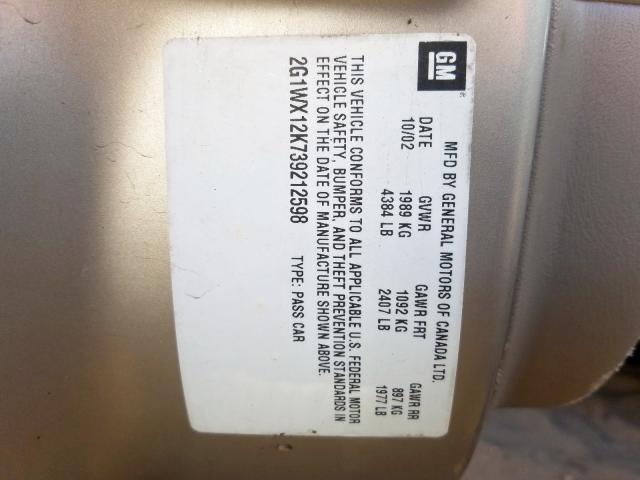 GM
®
MFD BY GENERAL MOTORS OF CANADA LTD.
DATE GVWR GAWR FRT GAWR RR
10/02 1989 KG 1092 KG 897 KG
4384 LB 2407 LB 1977 LB
THIS VEHICLE CONFORMS TO ALL APPLICABLE U.S. FEDERAL MOTOR
VEHICLE SAFETY, BUMPER, AND THEFT PREVENTION STANDARDS IN
EFFECT ON THE DATE OF MANUFACTURE SHOWN ABOVE.
2G1WX12K739212598 TYPE: PASS CAR